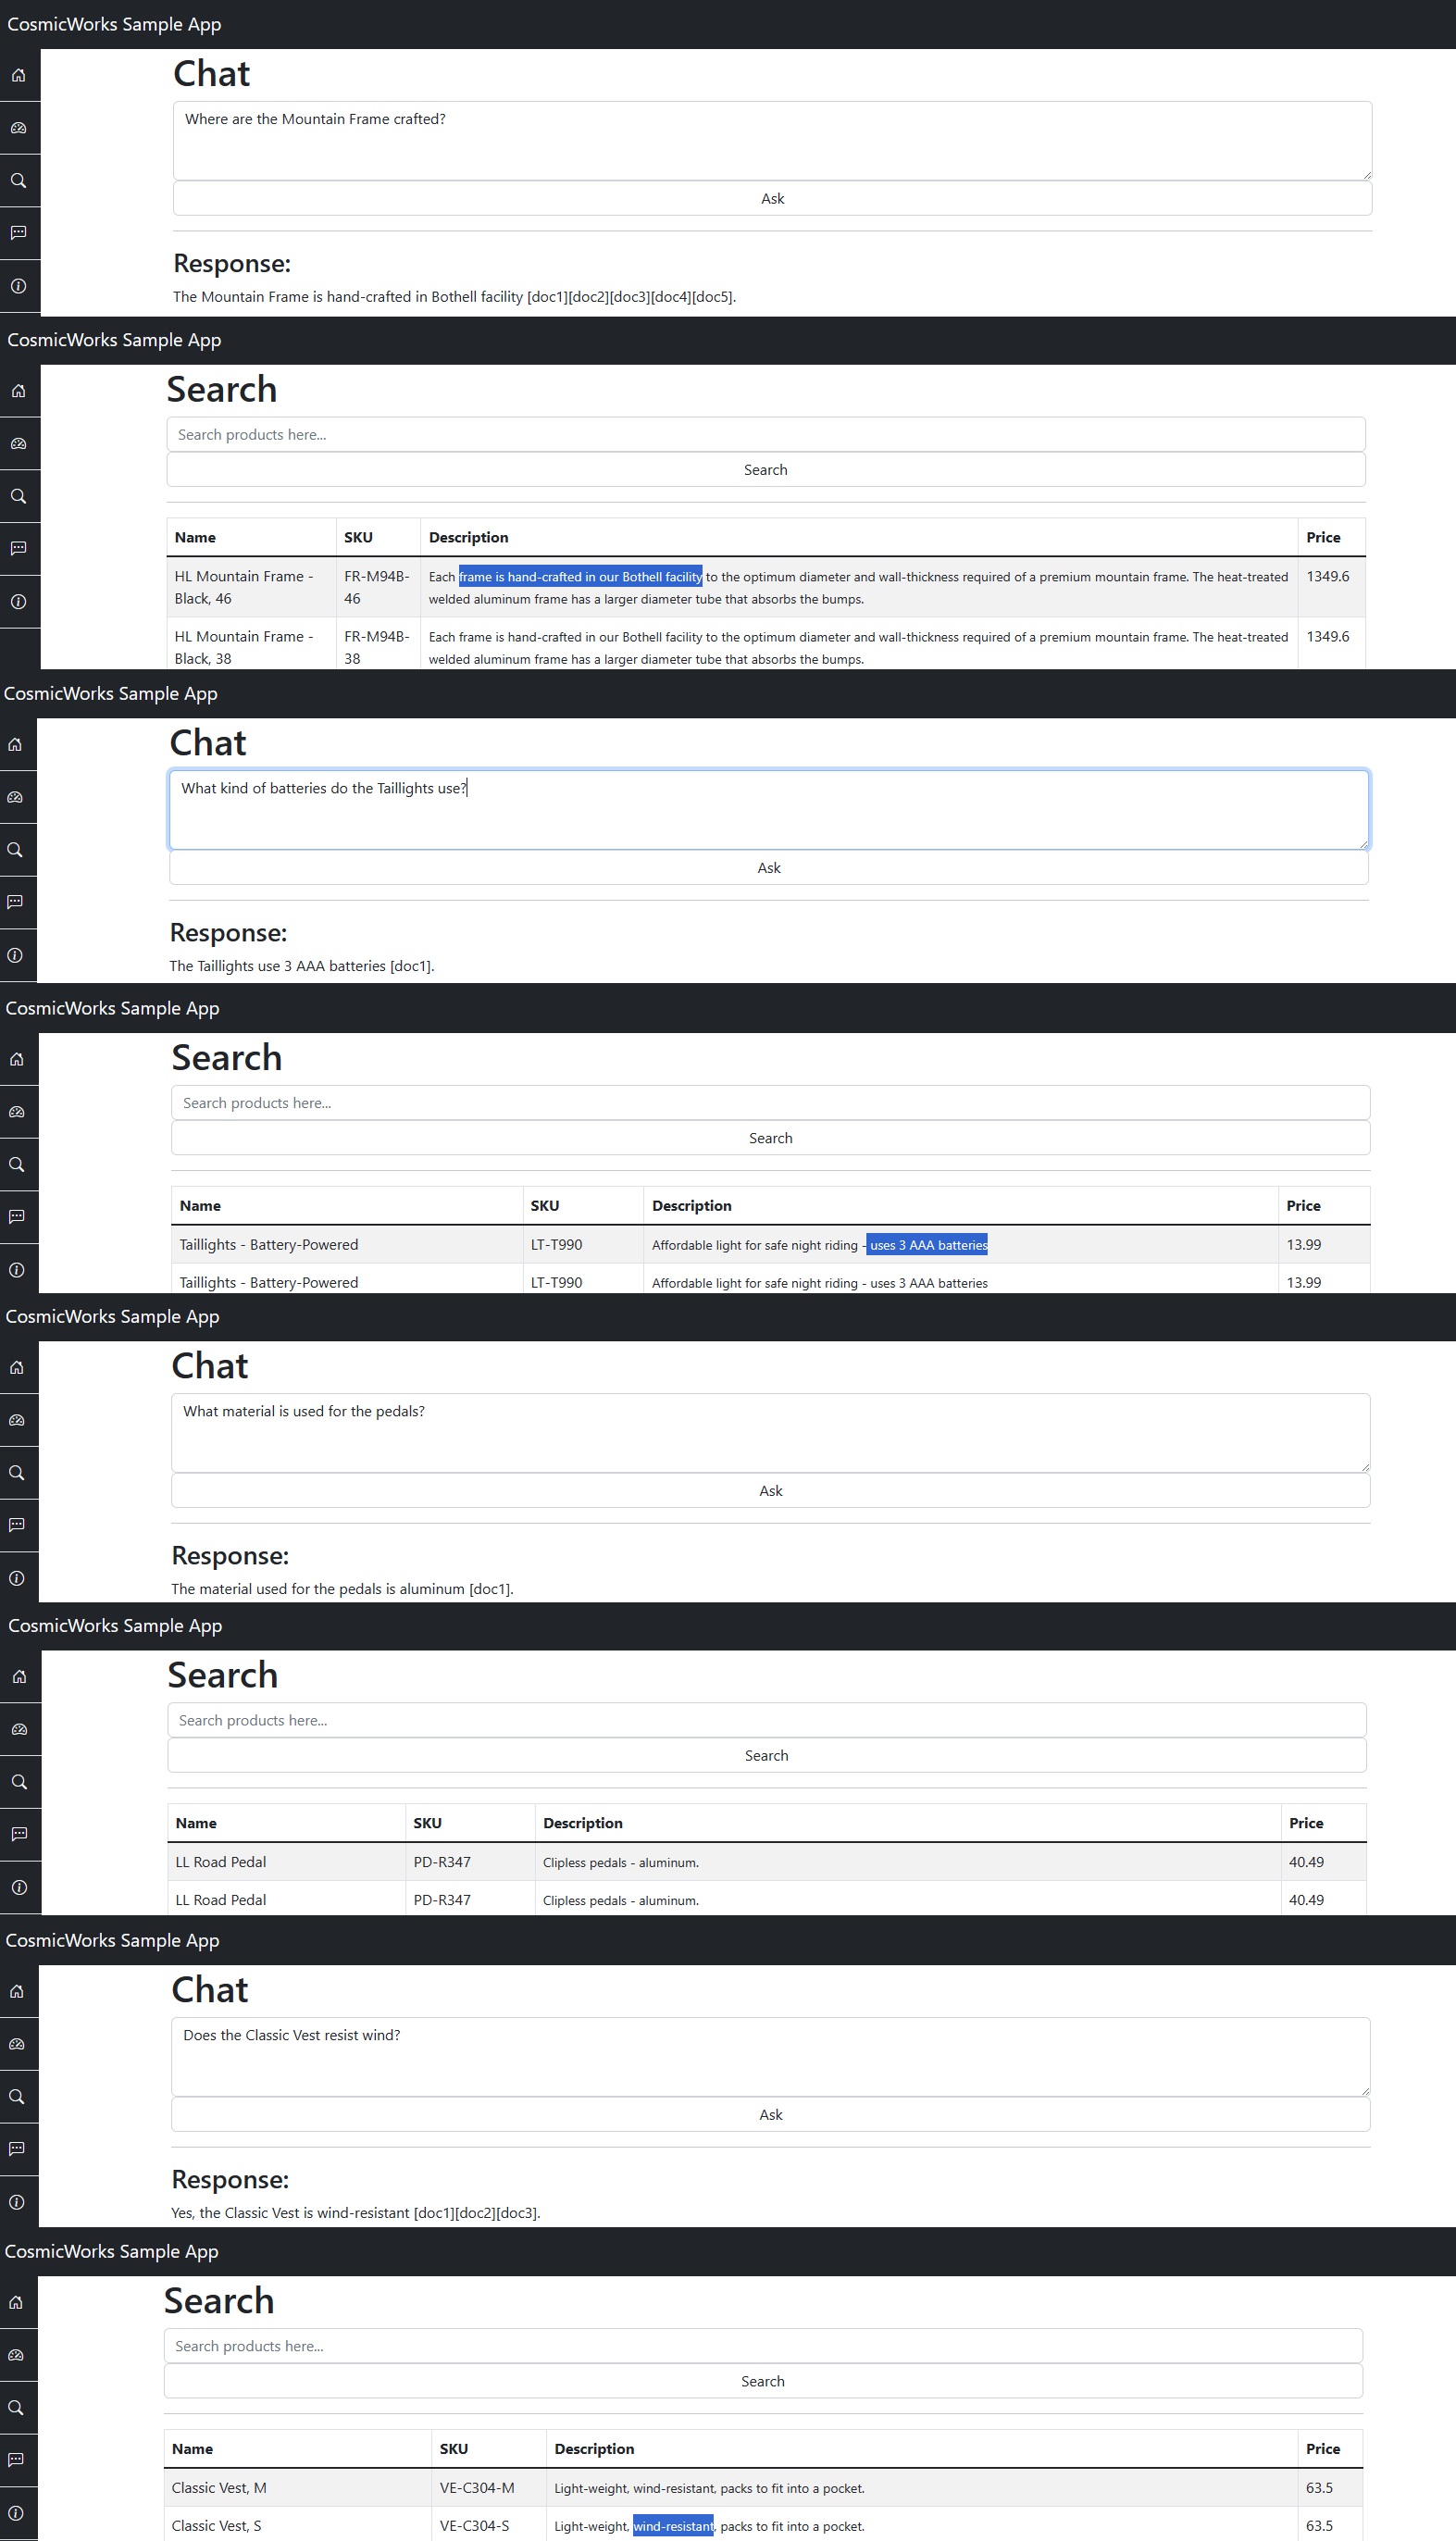 CosmicWorks Sample App
Chat
Where are the Mountain Frame crafted?
Ask
Response:
The Mountain Frame is hand-crafted in Bothell facility [doc1][doc2][doc3][doc4][doc5].
CosmicWorks Sample App
Search
Search products here...
Search
Name SKU Description Price
HL Mountain Frame - FR-M94B- Each frame is hand-crafted in our Bothell facility to the optimum diameter and wall-thickness required of a premium mountain frame. The heat-treated 1349.6
Black, 46 46 welded aluminum frame has a larger diameter tube that absorbs the bumps.
HL Mountain Frame - FR-M94B- Each frame is hand-crafted in our Bothell facility to the optimum diameter and wall-thickness required of a premium mountain frame. The heat-treated 1349.6
Black, 38 38 welded aluminum frame has a larger diameter tube that absorbs the bumps.
CosmicWorks Sample App
Chat
What kind of batteries do the Taillights use?
Ask
Response:
The Taillights use 3 AAA batteries [doc1].
CosmicWorks Sample App
Search
Search products here...
Search
Name SKU Description Price
Taillights - Battery-Powered LT-T990 Affordable light for safe night riding - uses 3 AAA batteries 13.99
Taillights - Battery-Powered LT-T990 Affordable light for safe night riding - uses 3 AAA batteries 13.99
CosmicWorks Sample App
Chat
What material is used for the pedals?
Ask
Response:
The material used for the pedals is aluminum [doc1].
CosmicWorks Sample App
Search
Search products here...
Search
Name SKU Description Price
LL Road Pedal PD-R347 Clipless pedals - aluminum. 40.49
LL Road Pedal PD-R347 Clipless pedals - aluminum. 40.49
CosmicWorks Sample App
Chat
Does the Classic Vest resist wind?
Ask
Response:
Yes, the Classic Vest is wind-resistant [doc1][doc2][doc3].
CosmicWorks Sample App
Search
Search products here...
Search
Name SKU Description Price
Classic Vest, M VE-C304-M Light-weight, wind-resistant, packs to fit into a pocket. 63.5
Classic Vest, S VE-C304-S Light-weight, wind-resistant, packs to fit into a pocket. 63.5